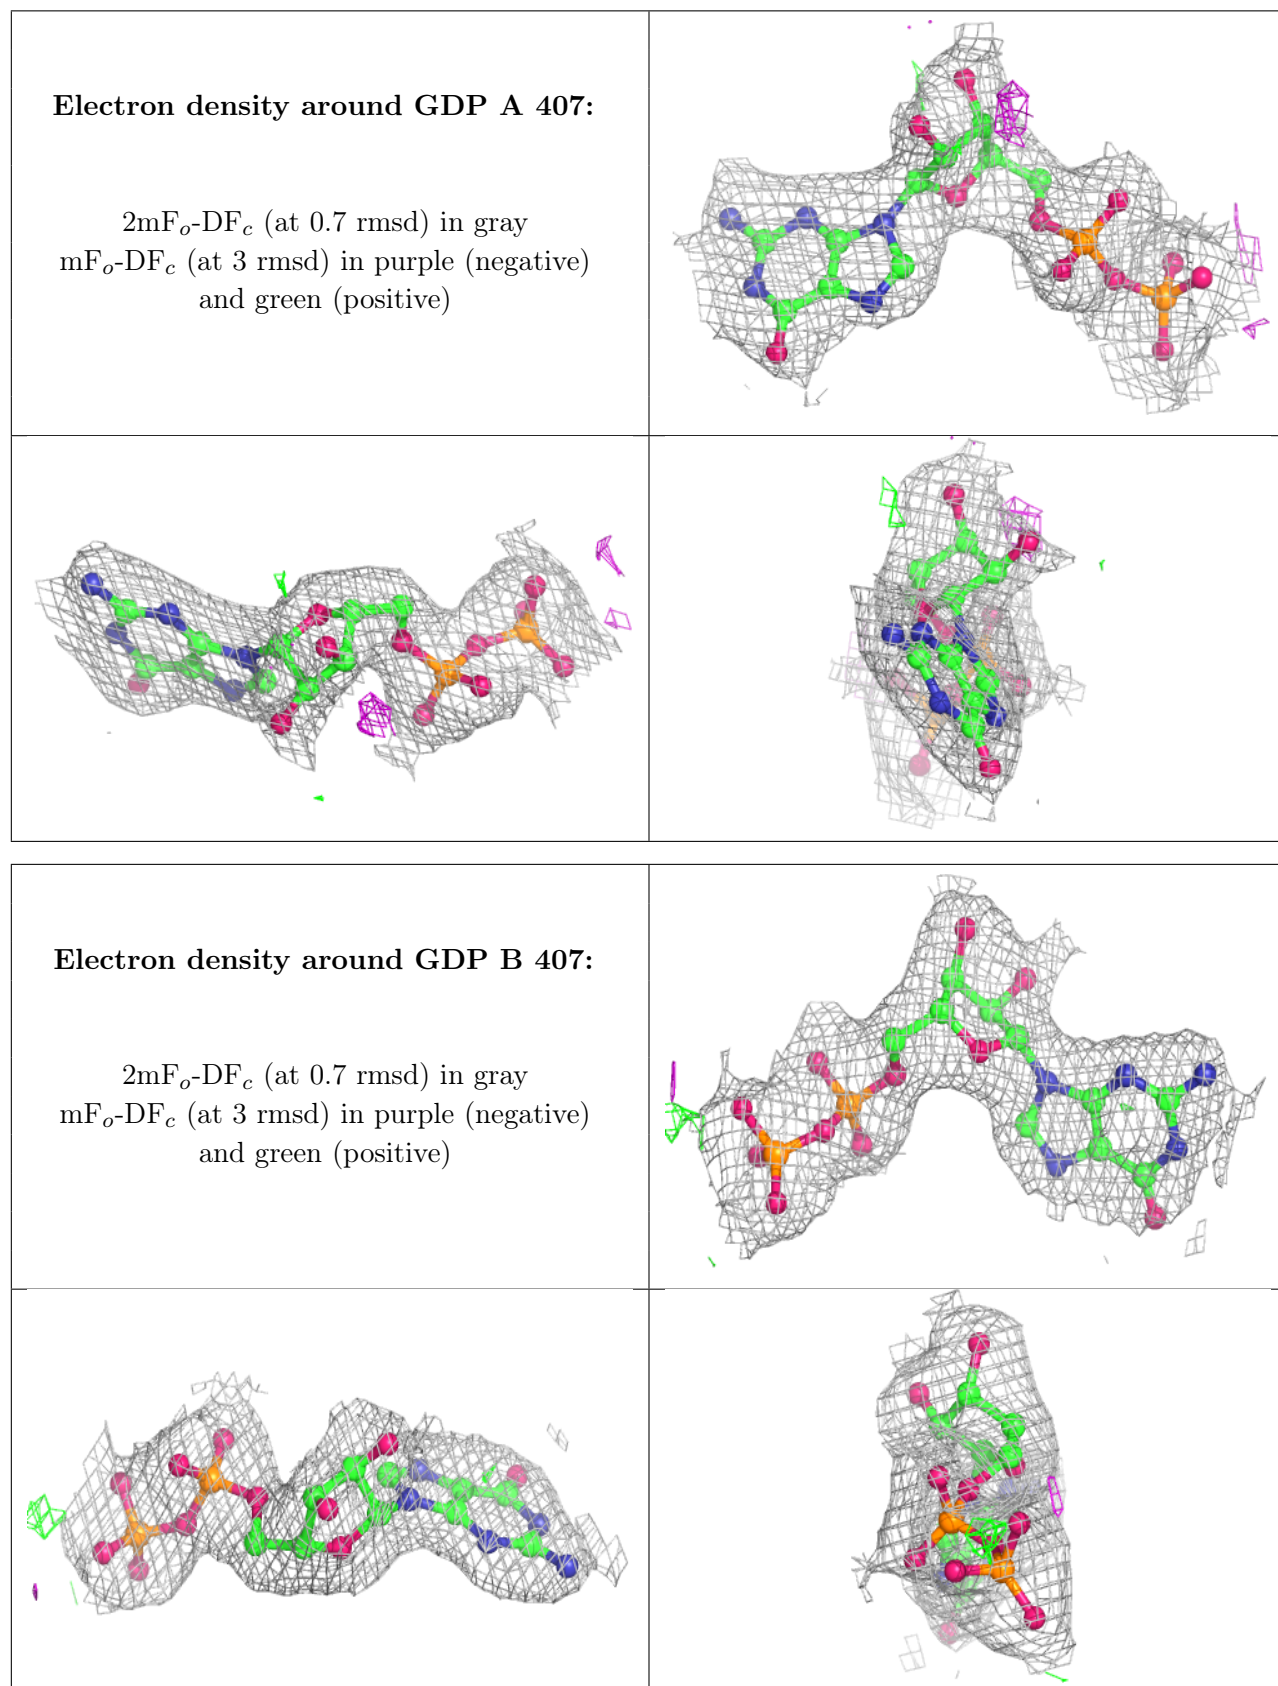 Electron density around GDP A 407:
2mFo-DFc (at 0.7 rmsd) in gray
mFo-DFc (at 3 rmsd) in purple (negative)
and green (positive)
Electron density around GDP B 407:
2mFo-DFc (at 0.7 rmsd) in gray
mFo-DFc (at 3 rmsd) in purple (negative)
and green (positive)